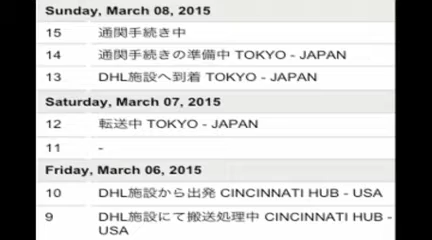 Sunday, March 08, 2015
15 通関手続き中
14 通関手続きの準備中 TOKYO - JAPAN
13 DHL施設へ到着 TOKYO - JAPAN
Saturday, March 07, 2015
12 転送中 TOKYO - JAPAN
11 -
Friday, March 06, 2015
10 DHL施設から出発 CINCINNATI HUB - USA
9 DHL施設にて搬送処理中 CINCINNATI HUB -
USA